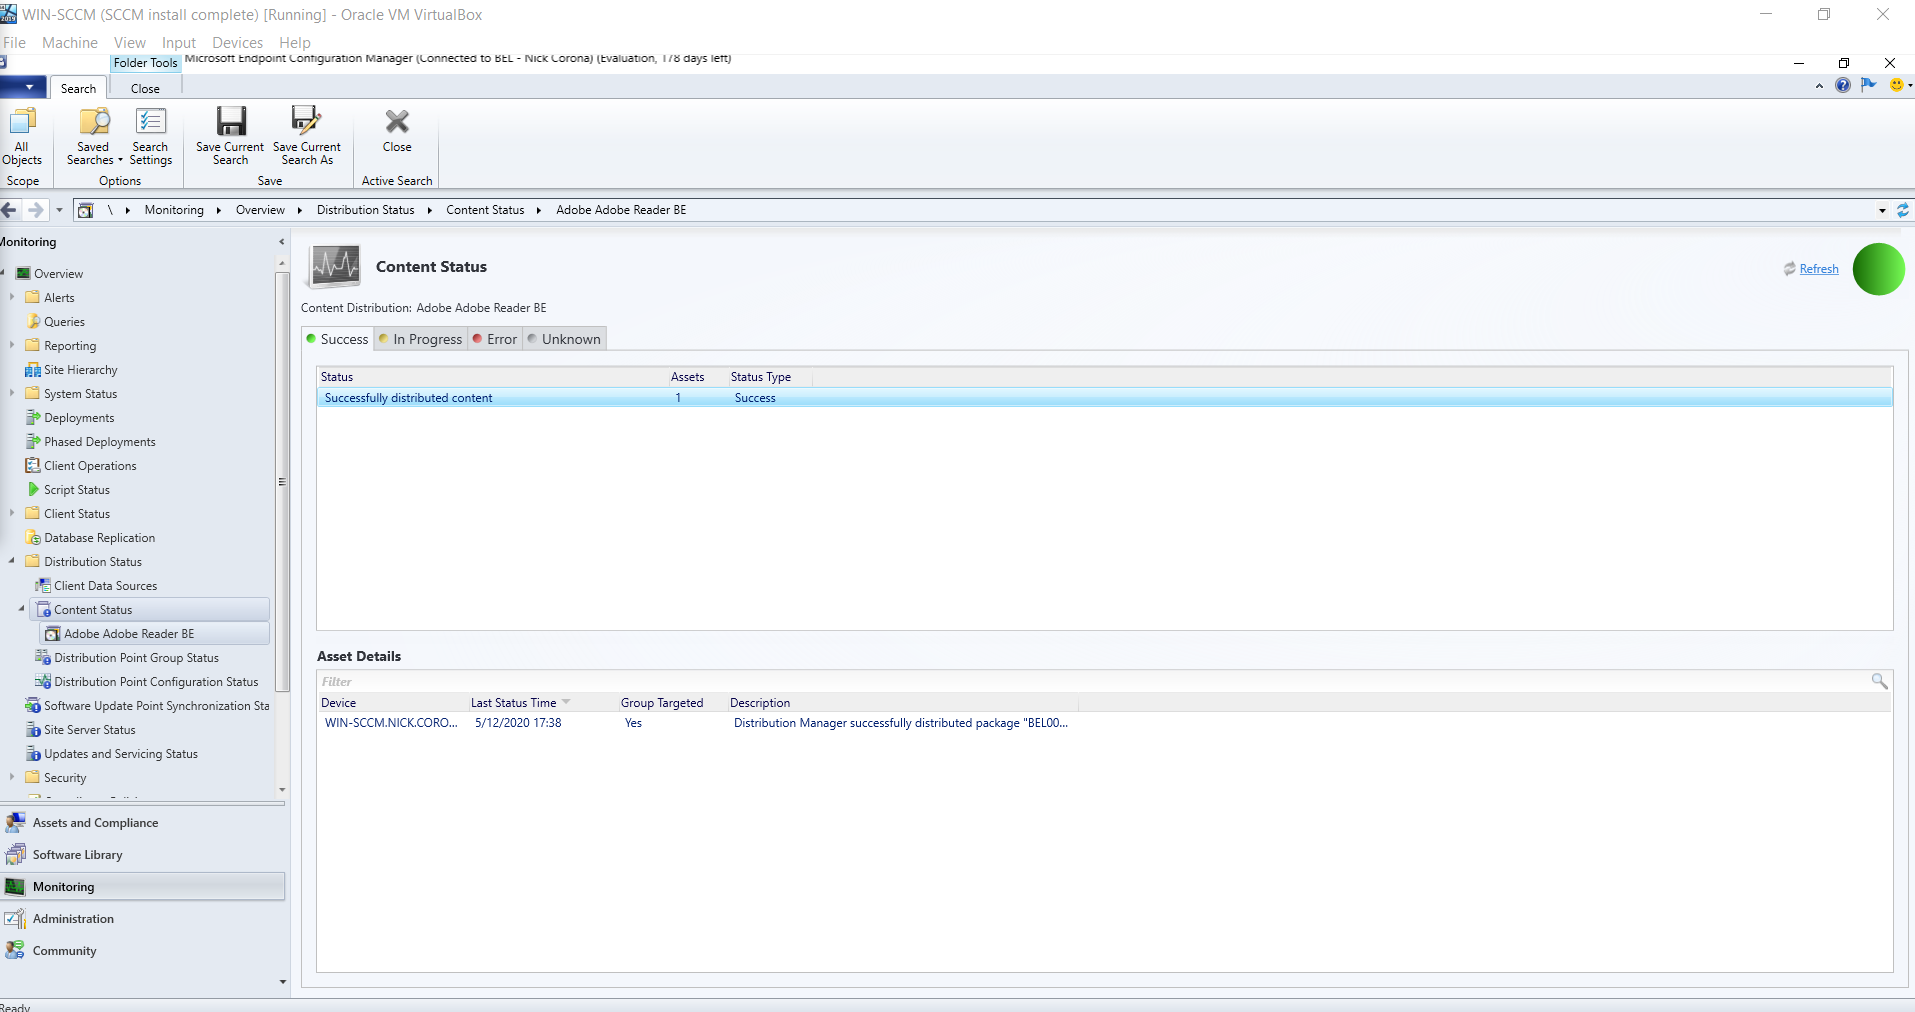 WIN-SCCM (SCCM install complete) [Running] - Oracle VM VirtualBox
File Machine View Input Devices Help
Folder Tools Microsoft Endpoint Configuration Manager (Connected to BEL - Nick Corona) (Evaluation, 178 days left)
Search Close
All Objects
Saved Searches
Search Settings
Save Current Search
Save Current Search As
Close
Scope Options Save Active Search
\ Monitoring Overview Distribution Status Content Status Adobe Adobe Reader BE
Monitoring
Overview
Alerts
Queries
Reporting
Site Hierarchy
System Status
Deployments
Phased Deployments
Client Operations
Script Status
Client Status
Database Replication
Distribution Status
Client Data Sources
Content Status
Adobe Adobe Reader BE
Distribution Point Group Status
Distribution Point Configuration Status
Software Update Point Synchronization Sta
Site Server Status
Updates and Servicing Status
Security
Assets and Compliance
Software Library
Monitoring
Administration
Community
Content Status
Refresh
Content Distribution: Adobe Adobe Reader BE
Success In Progress Error Unknown
Status Assets Status Type
Successfully distributed content 1 Success
Asset Details
Filter
Device Last Status Time Group Targeted Description
WIN-SCCM.NICK.CORO... 5/12/2020 17:38 Yes Distribution Manager successfully distributed package "BEL00...
Ready